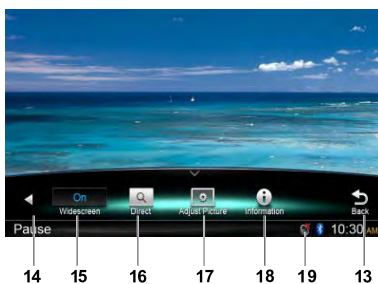 On
Widescreen
Direct
Adjust Picture
Information
Back
Pause
10:30 AM
14 15 16 17 18 19 13